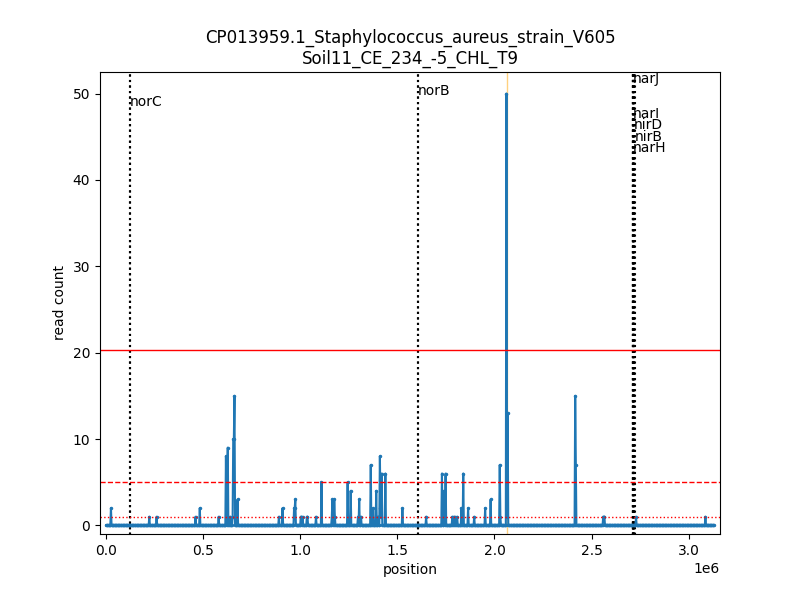 CP013959.1_Staphylococcus_aureus_strain_V605
Soil11_CE_234_-5_CHL_T9
narJ
norB
norC
narI
nirD
nirB
narH
50
40
30
20
10
0
read count
0.0
0.5
1.0
1.5
2.0
2.5
3.0
1e6
position